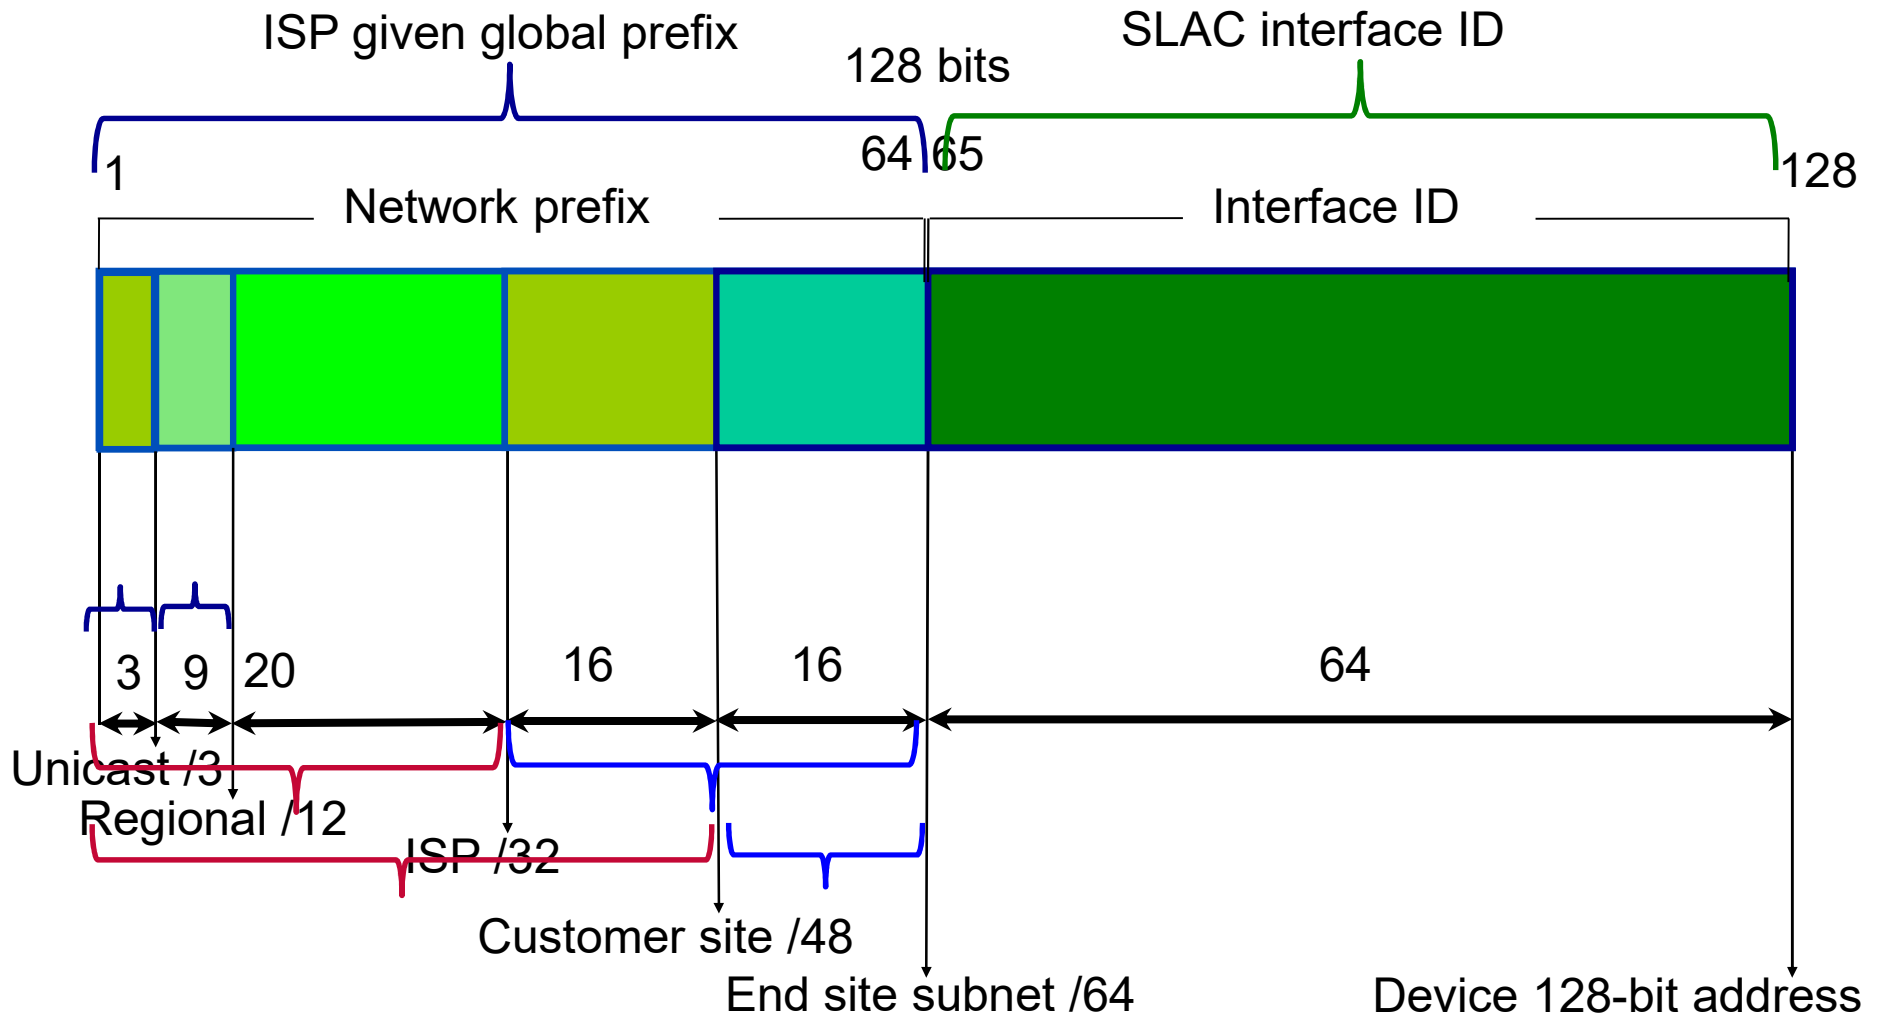 ISP given global prefix
SLAC interface ID
128 bits
1
64
65
128
Network prefix
Interface ID
3
9
20
16
16
64
Unicast /3
Regional /12
ISP /32
Customer site /48
End site subnet /64
Device 128-bit address